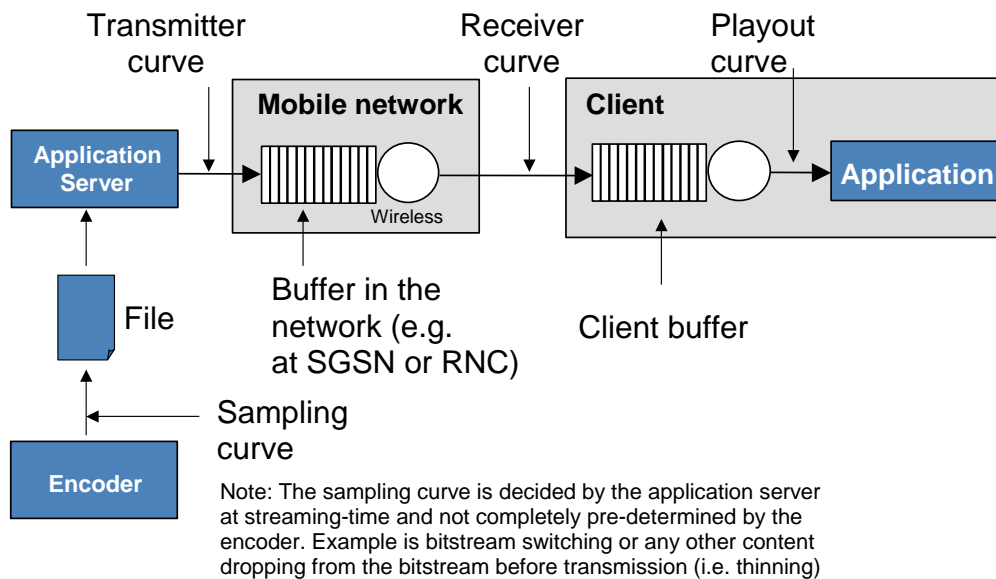 Transmitter
curve
Receiver
curve
Playout
curve
Mobile network
Client
Application
Server
Wireless
Application
File
Buffer in the
network (e.g.
at SGSN or RNC)
Client buffer
Sampling
curve
Encoder
Note: The sampling curve is decided by the application server
at streaming-time and not completely pre-determined by the
encoder. Example is bitstream switching or any other content
dropping from the bitstream before transmission (i.e. thinning)